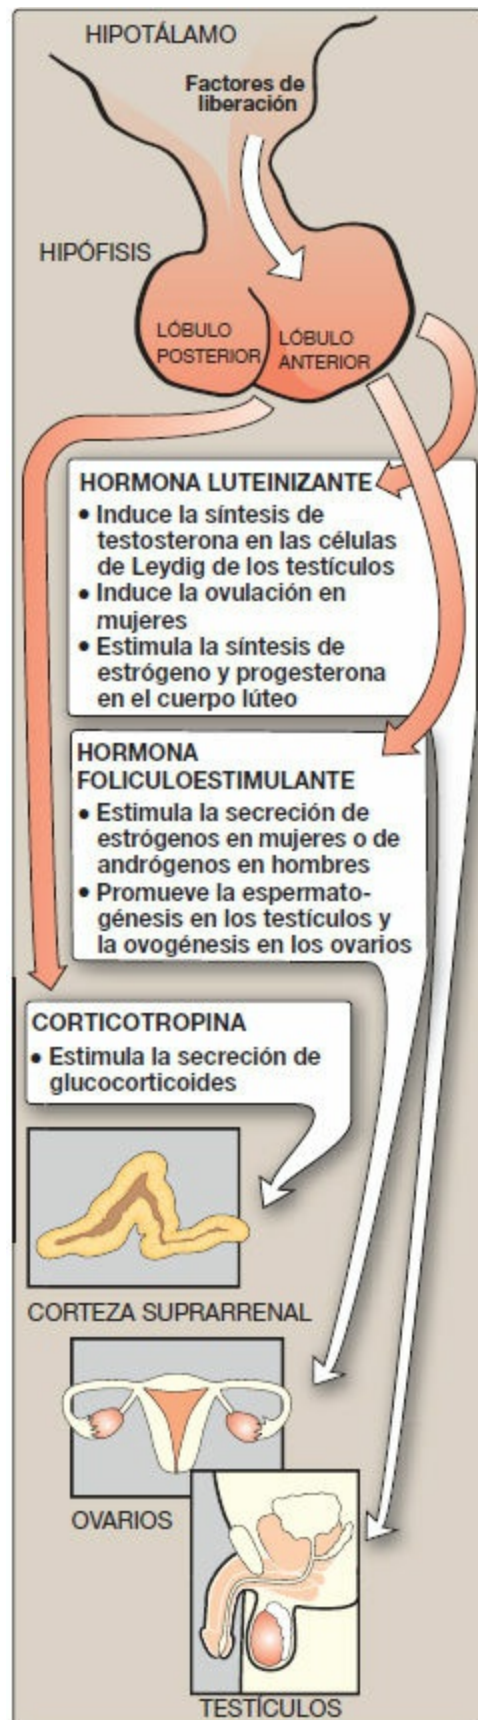 HIPOTÁLAMO
Factores de
liberación
HIPÓFISIS
LÓBULO
POSTERIOR
LÓBULO
ANTERIOR
HORMONA LUTEINIZANTE
• Induce la síntesis de
testosterona en las células
de Leydig de los testículos
• Induce la ovulación en
mujeres
• Estimula la síntesis de
estrógeno y progesterona
en el cuerpo lúteo
HORMONA
FOLICULOESTIMULANTE
• Estimula la secreción de
estrógenos en mujeres o de
andrógenos en hombres
• Promueve la espermato-
génesis en los testículos y
la ovogénesis en los ovarios
CORTICOTROPINA
• Estimula la secreción de
glucocorticoides
CORTEZA SUPRARRENAL
OVARIOS
TESTÍCULOS